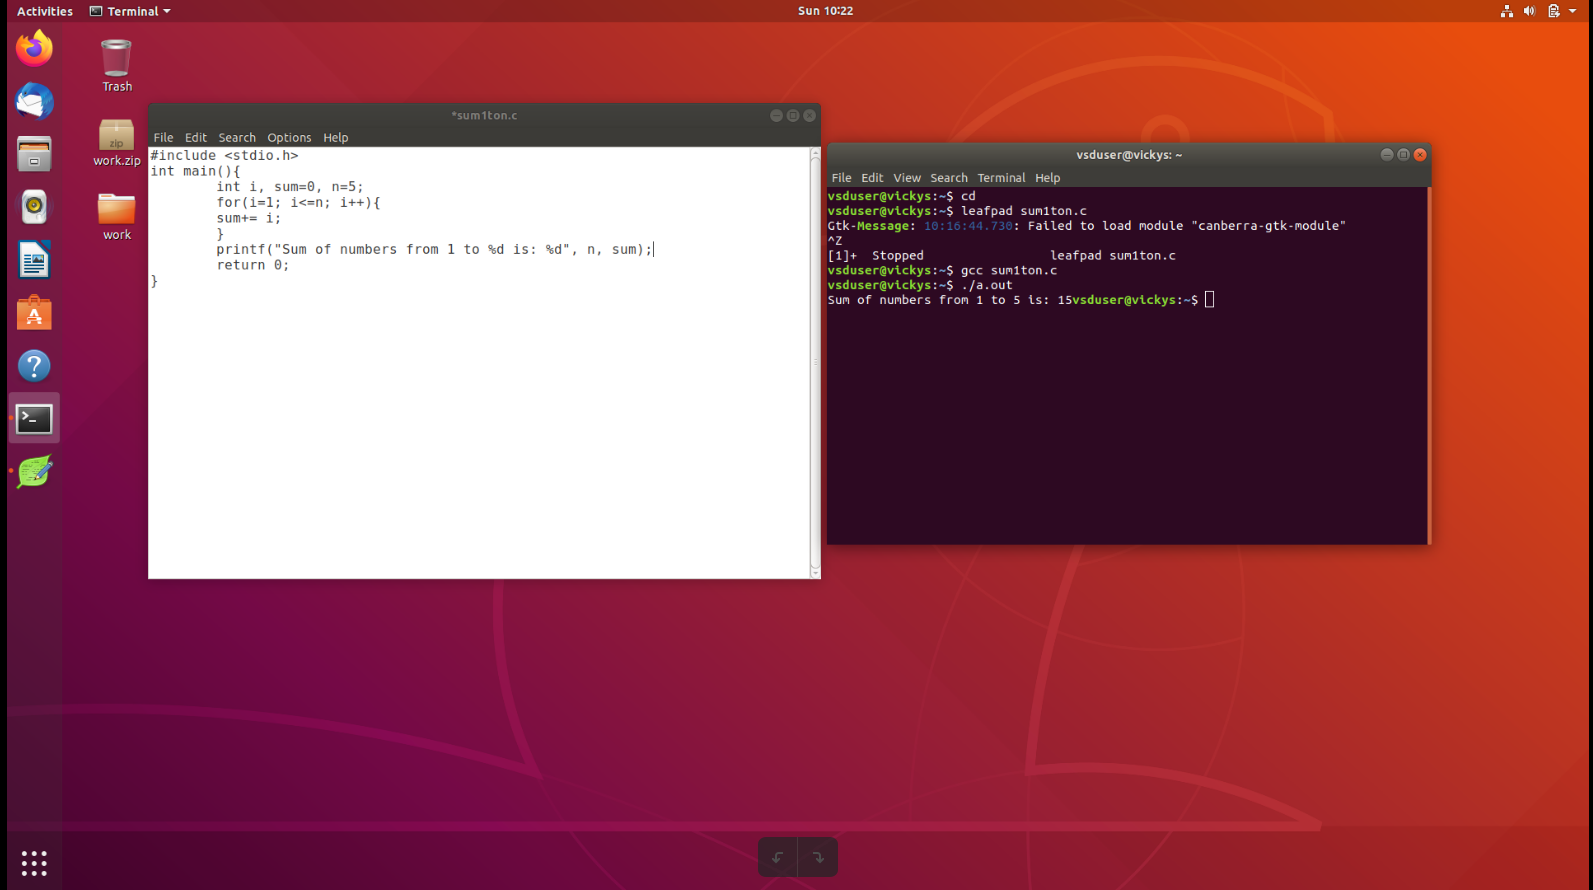 Activities
Terminal
Sun 10:22
Trash
zip
work.zip
work
*sum1ton.c
File Edit Search Options Help
#include <stdio.h>
int main(){
        int i, sum=0, n=5;
        for(i=1; i<=n; i++){
        sum+= i;
        }
        printf("Sum of numbers from 1 to %d is: %d", n, sum);
        return 0;
}
vsduser@vickys: ~
File Edit View Search Terminal Help
vsduser@vickys:~$ cd
vsduser@vickys:~$ leafpad sum1ton.c
Gtk-Message: 10:16:44.730: Failed to load module "canberra-gtk-module"
^Z
[1]+  Stopped                 leafpad sum1ton.c
vsduser@vickys:~$ gcc sum1ton.c
vsduser@vickys:~$ ./a.out
Sum of numbers from 1 to 5 is: 15vsduser@vickys:~$